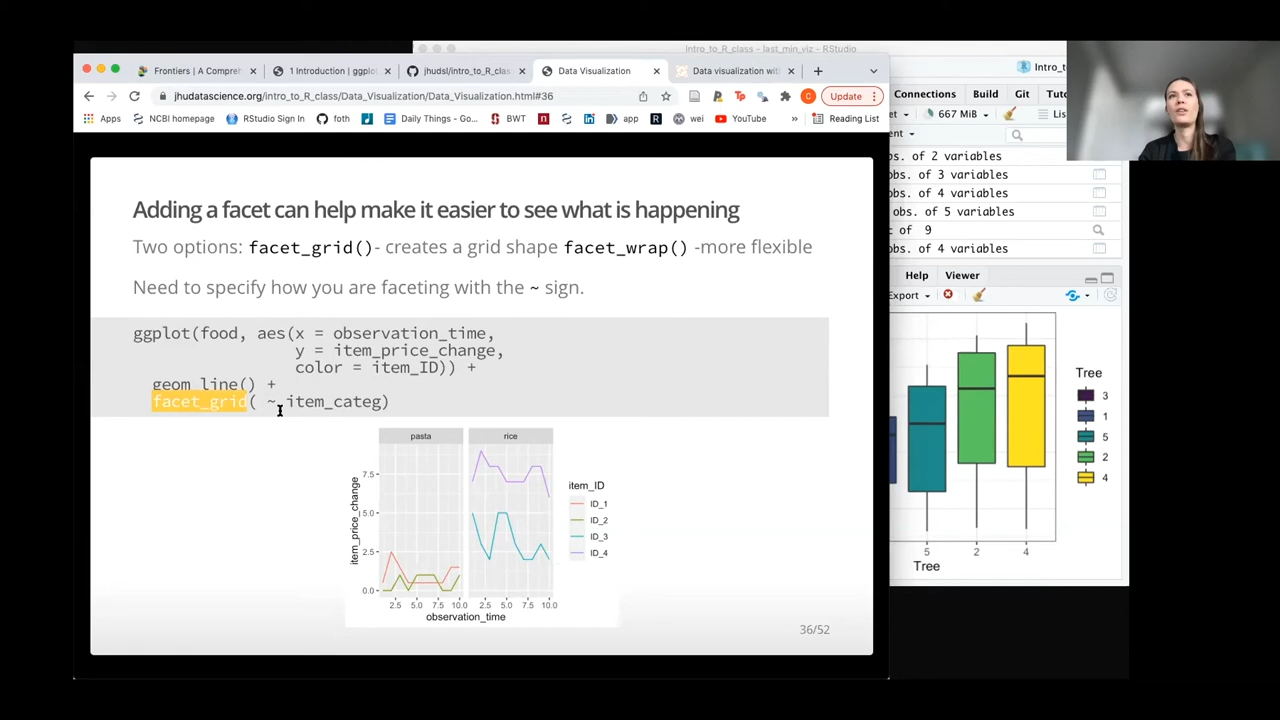 Intro_to_R_class - last_min_viz - RStudio
Frontiers | A Compreh
1 Introduction | ggplot
jhudsl/intro_to_R_class
Data Visualization
Data visualization with
jhudatascience.org/intro_to_R_class/Data_Visualization/Data_Visualization.html#36
Update
Apps
NCBI homepage
RStudio Sign In
foth
Daily Things - Go
BWT
app
wei
YouTube
Reading List
Intro_t
Connections Build Git Tuto
667 MiB
obs. of 2 variables
obs. of 3 variables
obs. of 4 variables
obs. of 5 variables
c of 9
obs. of 4 variables
Help Viewer
Export
Adding a facet can help make it easier to see what is happening
Two options: facet_grid()- creates a grid shape facet_wrap() -more flexible
Need to specify how you are faceting with the ~ sign.
ggplot(food, aes(x = observation_time,
y = item_price_change,
color = item_ID)) +
geom_line() +
facet_grid( ~ item_categ)
pasta rice
item_price_change
7.5
5.0
2.5
0.0
2.5 5.0 7.5 10.0 2.5 5.0 7.5 10.0
observation_time
item_ID
ID_1
ID_2
ID_3
ID_4
36/52
Tree
3
1
5
2
4
5 2 4
Tree